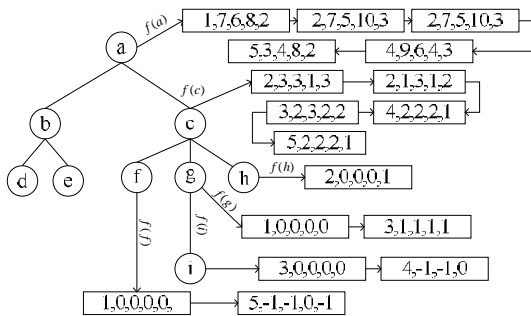 f(a)
1,7,6,8,2
2,7,5,10,3
2,7,5,10,3
a
5,3,4,8,2
4,9,6,4,3
f(c)
2,3,3,1,3
2,1,3,1,2
b
c
3,2,3,2,2
4,2,2,2,1
5,2,2,2,1
d
e
f
g
h
f(h)
2,0,0,0,1
f(g)
f(f)
f(i)
1,0,0,0,0
3,1,1,1,1
i
3,0,0,0,0
4,-1,-1,0
1,0,0,0,0,
5,-1,-1,0,-1